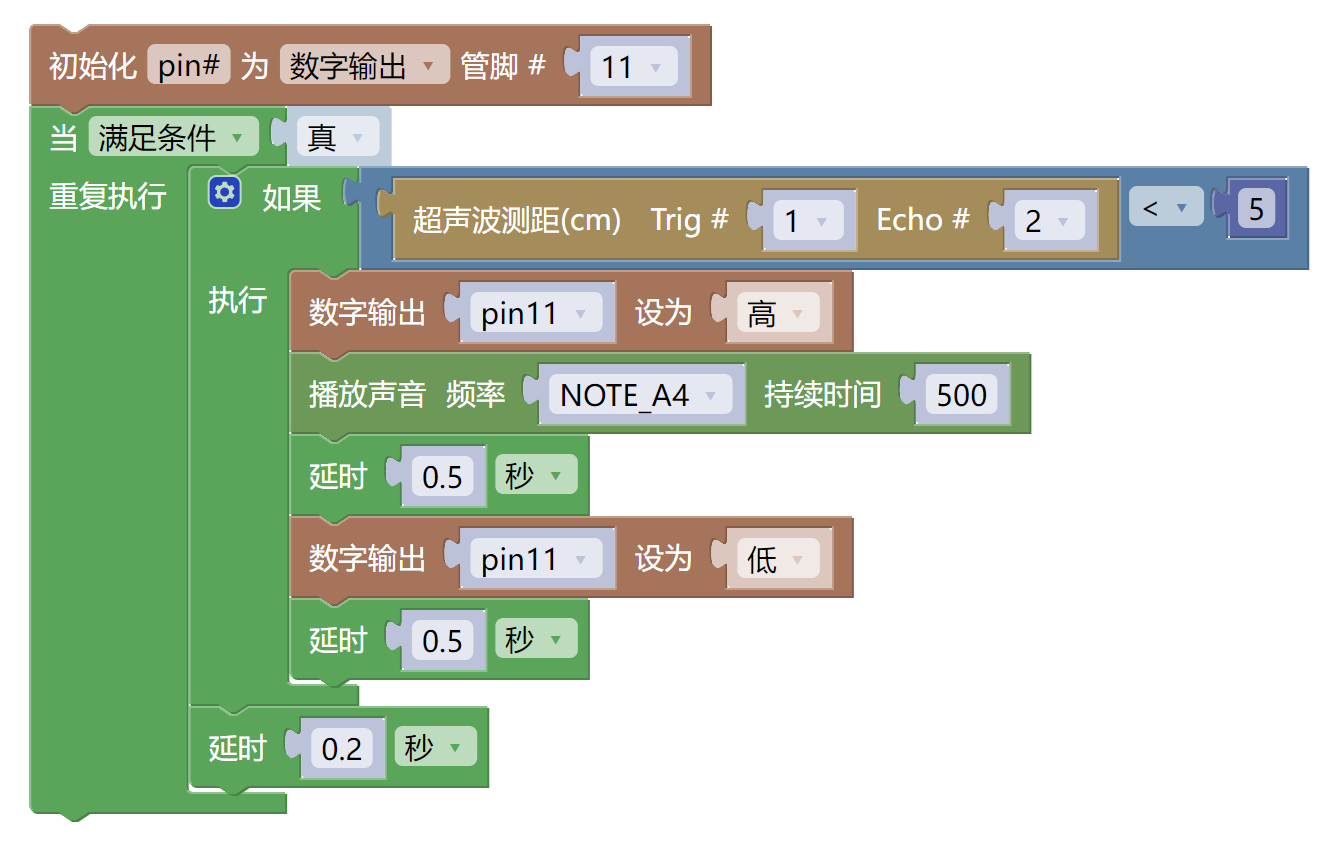 初始化 pin# 为 数字输出 管脚 # 11
当 满足条件 真
重复执行 如果 超声波测距(cm) Trig # 1 Echo # 2 < 5
执行 数字输出 pin11 设为 高
播放声音 频率 NOTE_A4 持续时间 500
延时 0.5 秒
数字输出 pin11 设为 低
延时 0.5 秒
延时 0.2 秒